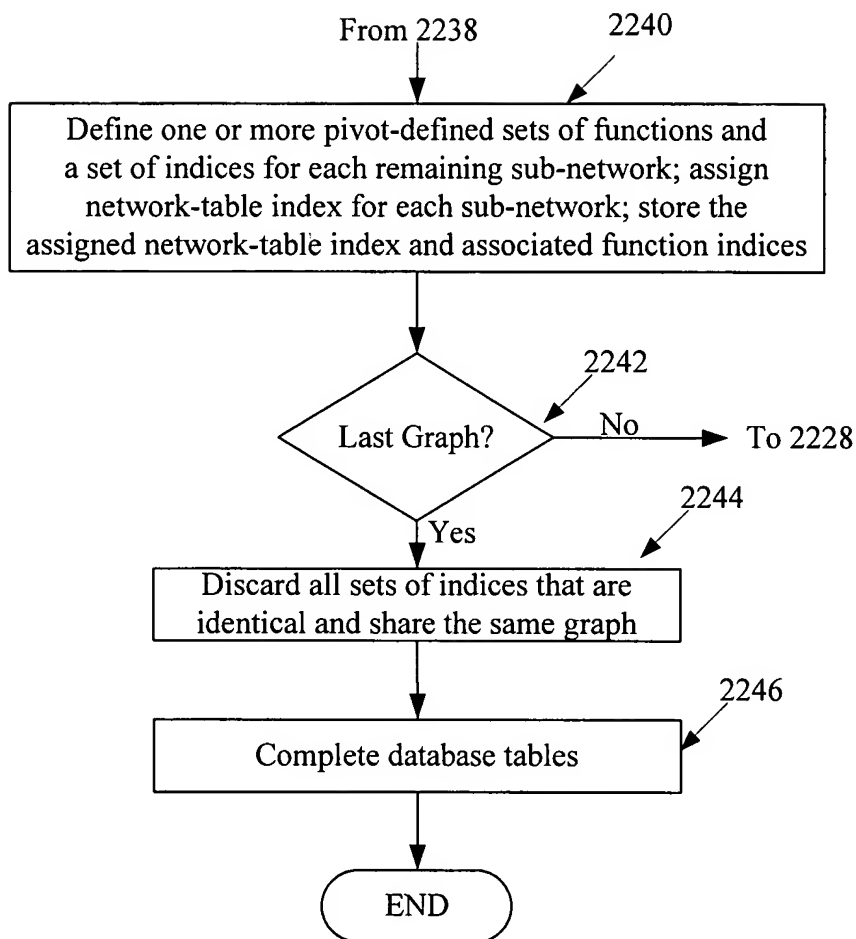 From 2238
2240
Define one or more pivot-defined sets of functions and
a set of indices for each remaining sub-network; assign
network-table index for each sub-network; store the
assigned network-table index and associated function indices
2242
Last Graph?
No
To 2228
Yes
2244
Discard all sets of indices that are
identical and share the same graph
2246
Complete database tables
END